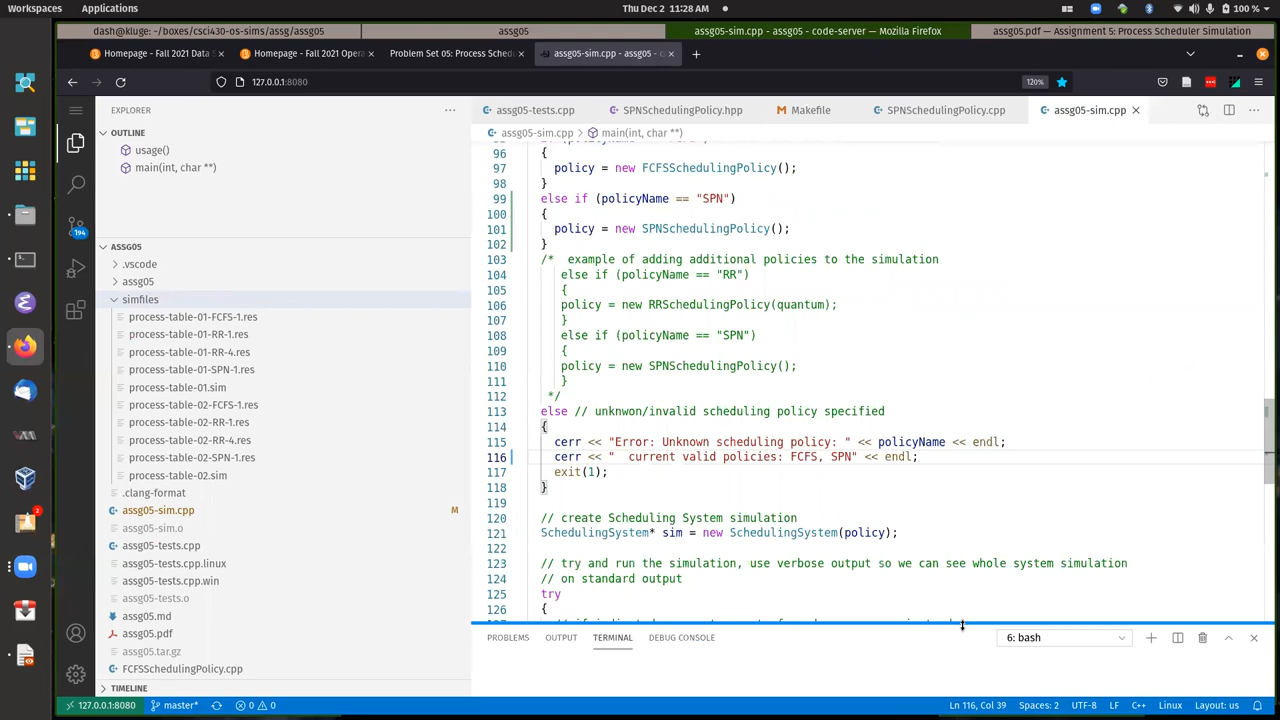 Workspaces
Applications
Thu Dec 2 11:28 AM
100 %
dash@kluge: ~/boxes/csci430-os-sims/assg/assg05
assg05
assg05-sim.cpp - assg05 - code-server — Mozilla Firefox
assg05.pdf — Assignment 5: Process Scheduler Simulation
Homepage - Fall 2021 Data S
Homepage - Fall 2021 Opera
Problem Set 05: Process Schedu
assg05-sim.cpp - assg05 - c
127.0.0.1:8080
120%
EXPLORER
OUTLINE
usage()
main(int, char **)
ASSG05
.vscode
assg05
simfiles
process-table-01-FCFS-1.res
process-table-01-RR-1.res
process-table-01-RR-4.res
process-table-01-SPN-1.res
process-table-01.sim
process-table-02-FCFS-1.res
process-table-02-RR-1.res
process-table-02-RR-4.res
process-table-02-SPN-1.res
process-table-02.sim
.clang-format
assg05-sim.cpp M
assg05-sim.o
assg05-tests.cpp
assg05-tests.cpp.linux
assg05-tests.cpp.win
assg05-tests.o
assg05.md
assg05.pdf
assg05.tar.gz
FCFSSchedulingPolicy.cpp
TIMELINE
194
2
assg05-tests.cpp
SPNSchedulingPolicy.hpp
Makefile
SPNSchedulingPolicy.cpp
assg05-sim.cpp
assg05-sim.cpp > main(int, char **)
96 {
97 policy = new FCFSSchedulingPolicy();
98 }
99 else if (policyName == "SPN")
100 {
101 policy = new SPNSchedulingPolicy();
102 }
103 /* example of adding additional policies to the simulation
104 else if (policyName == "RR")
105 {
106 policy = new RRSchedulingPolicy(quantum);
107 }
108 else if (policyName == "SPN")
109 {
110 policy = new SPNSchedulingPolicy();
111 }
112 */
113 else // unknwon/invalid scheduling policy specified
114 {
115 cerr << "Error: Unknown scheduling policy: " << policyName << endl;
116 cerr << "  current valid policies: FCFS, SPN" << endl;
117 exit(1);
118 }
119
120 // create Scheduling System simulation
121 SchedulingSystem* sim = new SchedulingSystem(policy);
122
123 // try and run the simulation, use verbose output so we can see whole system simulation
124 // on standard output
125 try
126 {
PROBLEMS
OUTPUT
TERMINAL
DEBUG CONSOLE
6: bash
127.0.0.1:8080
master*
0
0
Ln 116, Col 39
Spaces: 2
UTF-8
LF
C++
Linux
Layout: us